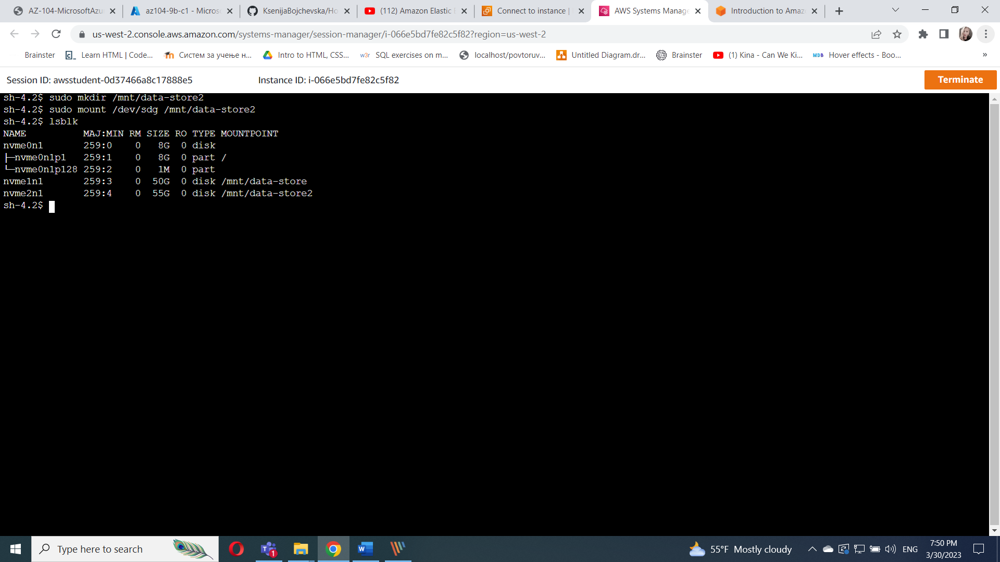 AZ-104-MicrosoftAzu
az104-9b-c1 - Micros
KsenijaBojchevska/Ho
(112) Amazon Elastic
Connect to instance |
AWS Systems Manage
Introduction to Amaz
us-west-2.console.aws.amazon.com/systems-manager/session-manager/i-066e5bd7fe82c5f82?region=us-west-2
Brainster
Learn HTML | Code...
Систем за учење н...
Intro to HTML, CSS...
w3r SQL exercises on m...
localhost/povtoruv...
Untitled Diagram.dr...
Brainster
(1) Kina - Can We Ki...
MDB Hover effects - Boo...
»
Session ID: awsstudent-0d37466a8c17888e5
Instance ID: i-066e5bd7fe82c5f82
Terminate
sh-4.2$ sudo mkdir /mnt/data-store2
sh-4.2$ sudo mount /dev/sdg /mnt/data-store2
sh-4.2$ lsblk
NAME          MAJ:MIN RM SIZE RO TYPE MOUNTPOINT
nvme0n1       259:0    0   8G  0 disk
├─nvme0n1p1   259:1    0   8G  0 part /
└─nvme0n1p128 259:2    0   1M  0 part
nvme1n1       259:3    0  50G  0 disk /mnt/data-store
nvme2n1       259:4    0  55G  0 disk /mnt/data-store2
sh-4.2$
Type here to search
1
55°F Mostly cloudy
ENG
7:50 PM
3/30/2023